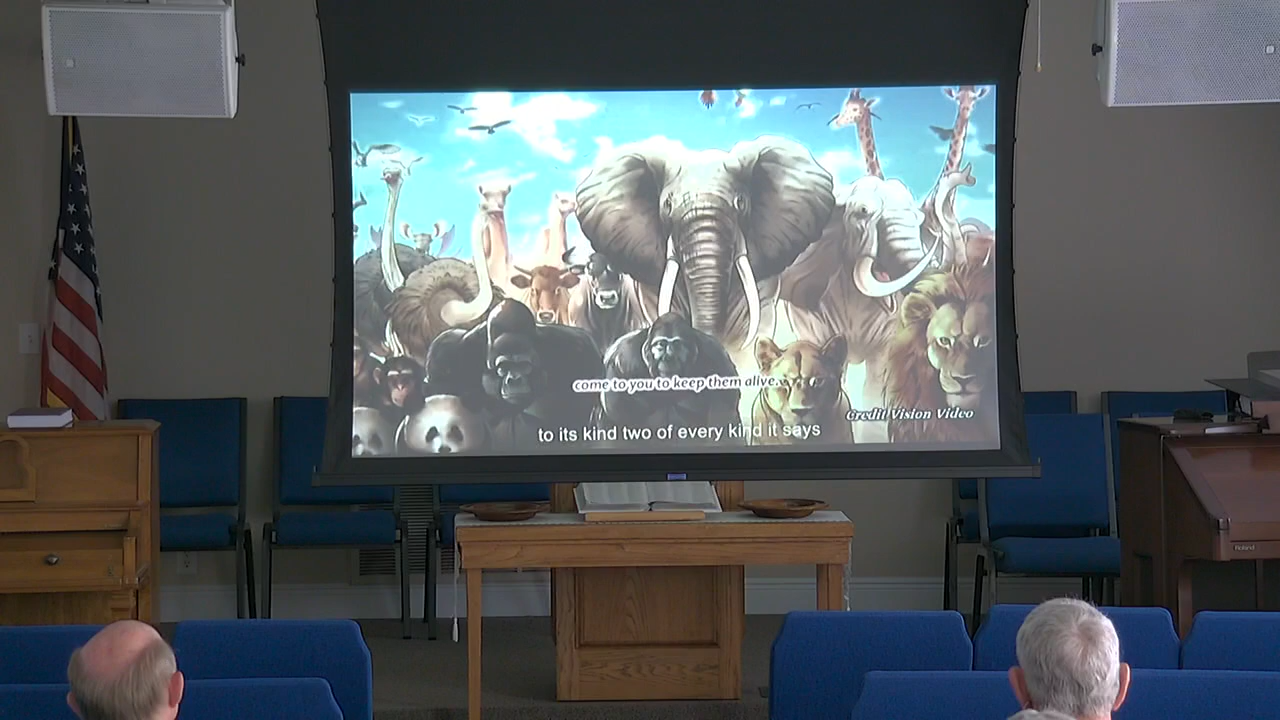 come to you to keep them alive.
Credit Vision Video
to its kind two of every kind it says
Roland